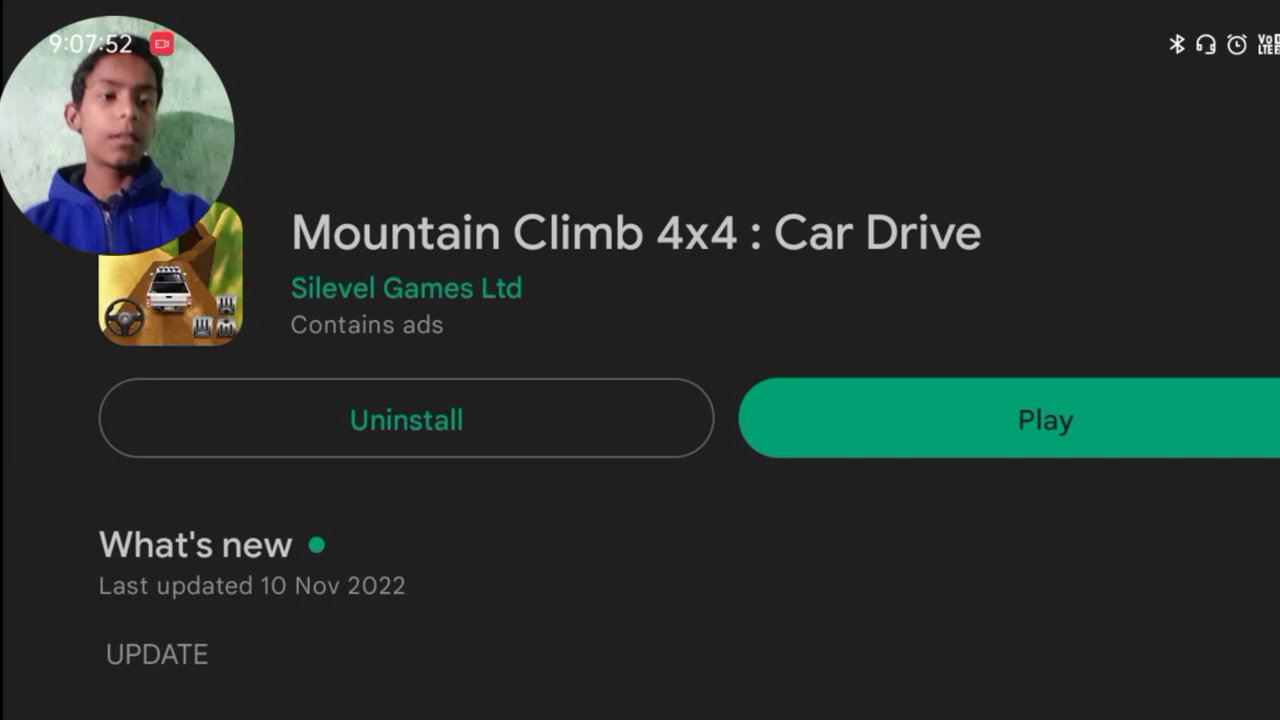 9:07:52
Mountain Climb 4x4 : Car Drive
Silevel Games Ltd
Contains ads
Uninstall
Play
What's new
Last updated 10 Nov 2022
UPDATE